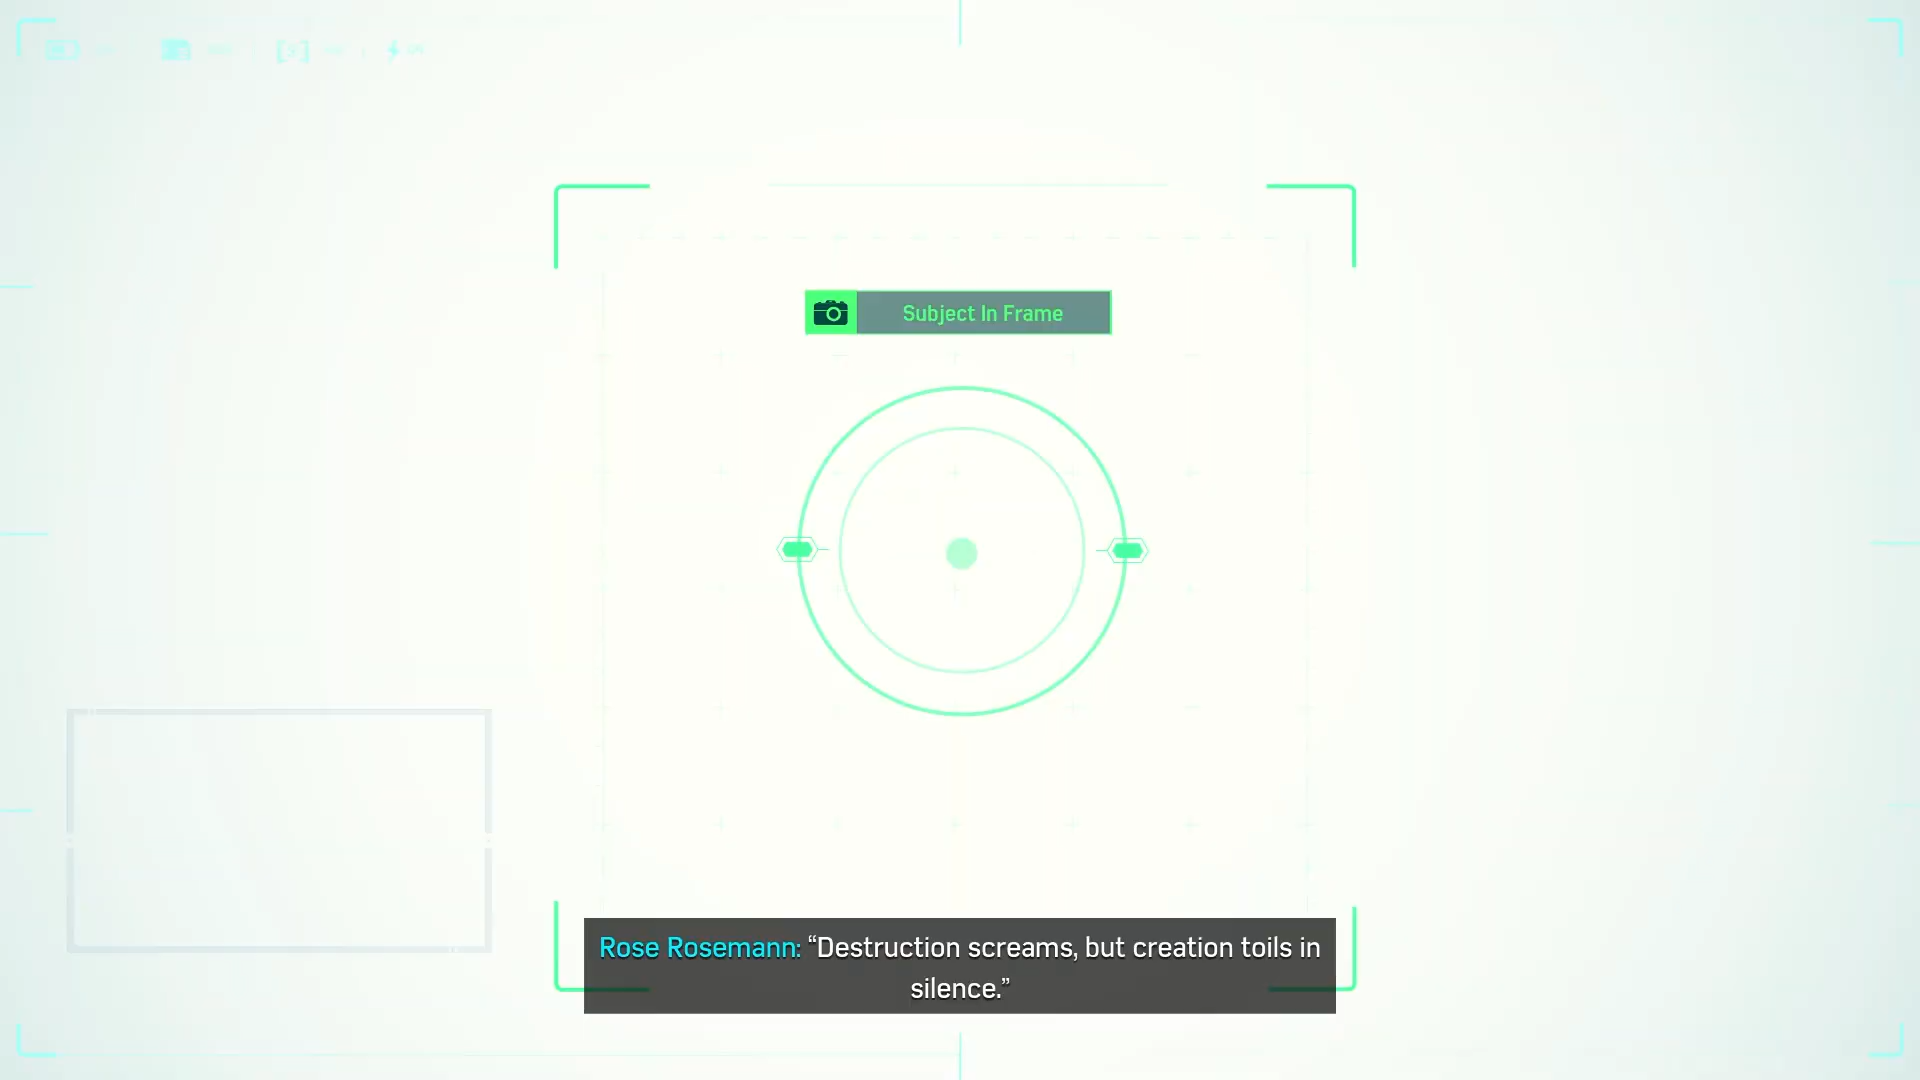 Subject In Frame
Rose Rosemann: “Destruction screams, but creation toils in
silence.”